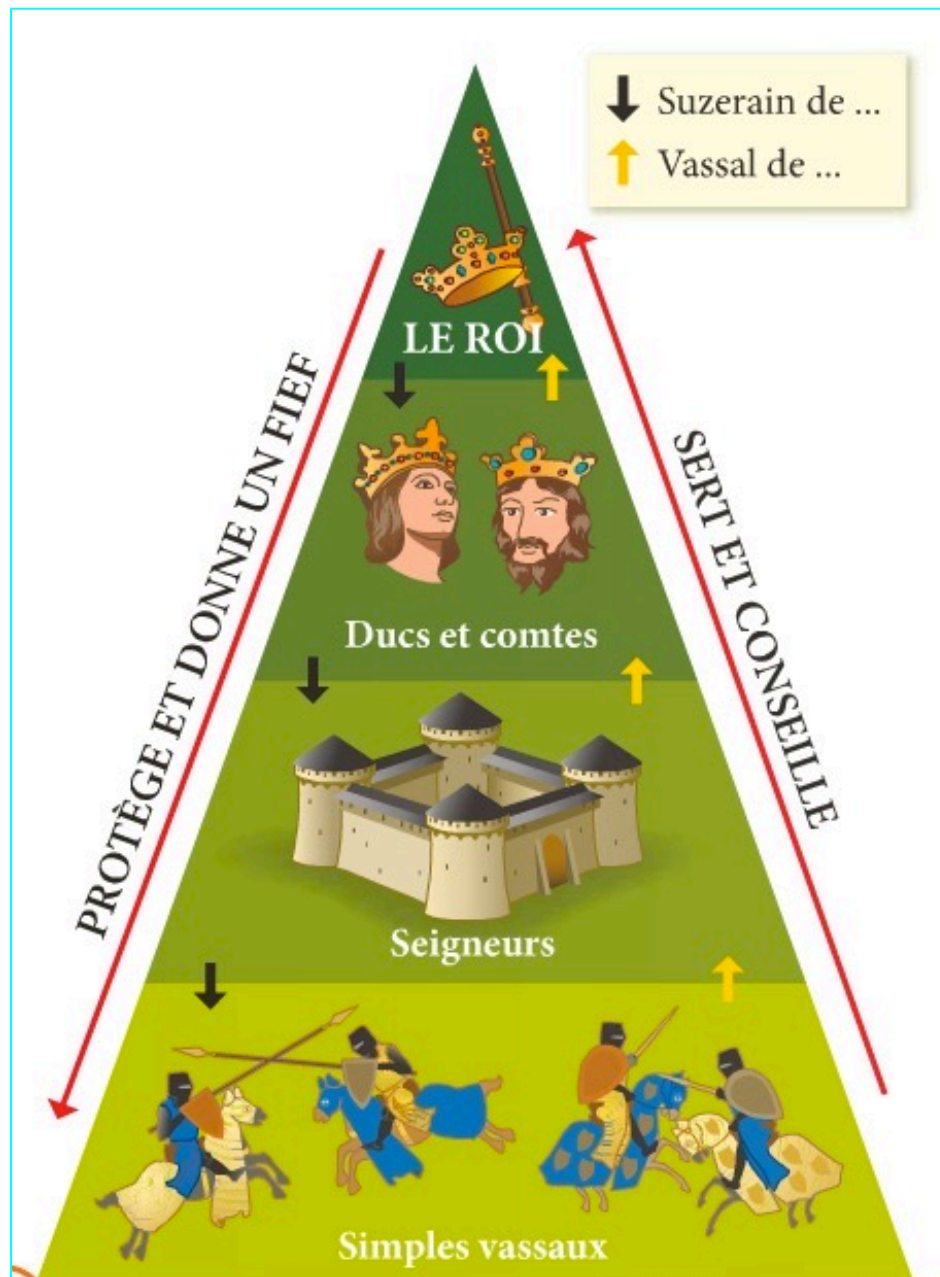 Suzerain de ...
Vassal de ...
LE ROI
PROTÈGE ET DONNE UN FIEF
SERT ET CONSEILLE
Ducs et comtes
Seigneurs
Simples vassaux